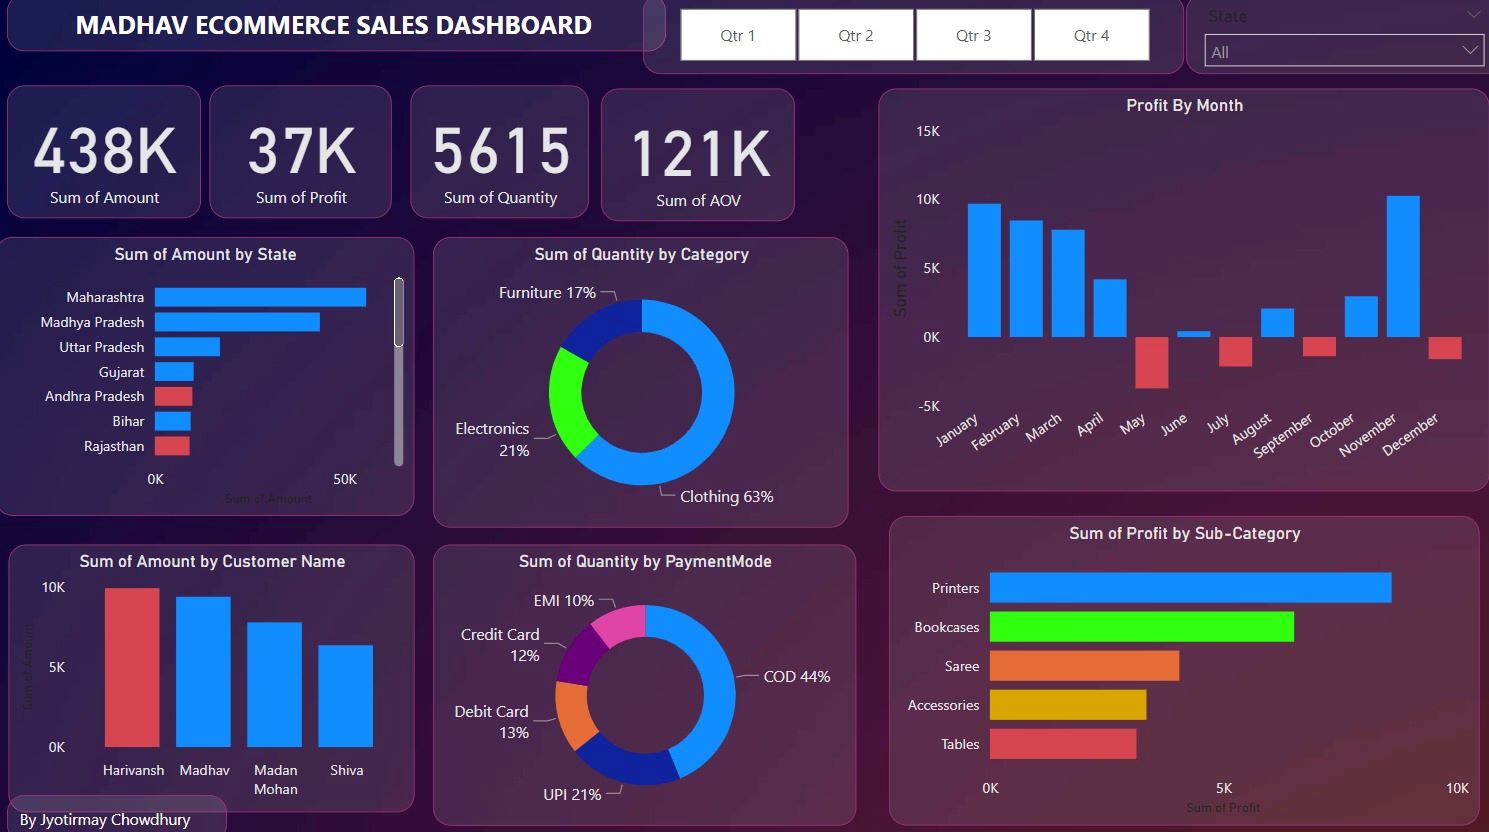 MADHAV ECOMMERCE SALES DASHBOARD
Qtr 1
Qtr 2
Qtr 3
Qtr 4
State
All
438K
Sum of Amount
37K
Sum of Profit
5615
Sum of Quantity
121K
Sum of AOV
Profit By Month
15K
10K
5K
0K
-5K
Sum of Profit
January
February
March
April
May
June
July
August
September
October
November
December
Sum of Amount by State
Maharashtra
Madhya Pradesh
Uttar Pradesh
Gujarat
Andhra Pradesh
Bihar
Rajasthan
0K
50K
Sum of Amount
Sum of Quantity by Category
Furniture 17%
Electronics
21%
Clothing 63%
Sum of Amount by Customer Name
10K
5K
0K
Sum of Amount
Harivansh
Madhav
Madan
Mohan
Shiva
Sum of Quantity by PaymentMode
EMI 10%
Credit Card
12%
Debit Card
13%
UPI 21%
COD 44%
Sum of Profit by Sub-Category
Printers
Bookcases
Saree
Accessories
Tables
0K
5K
10K
Sum of Profit
By Jyotirmay Chowdhury